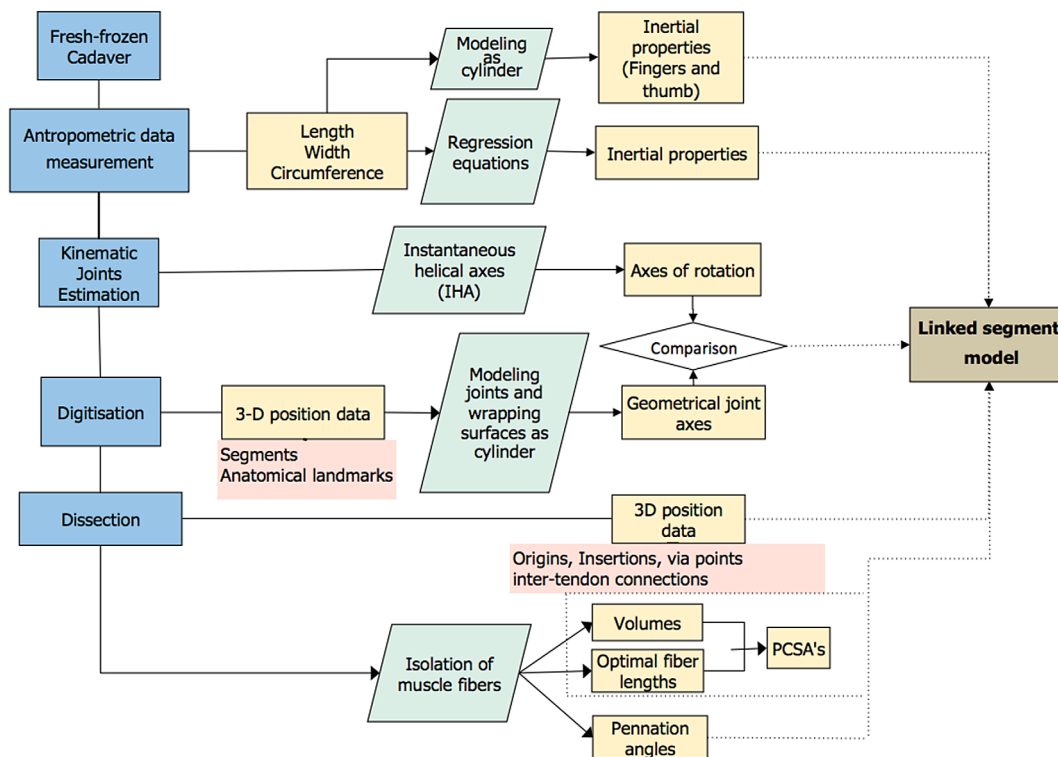 Fresh-frozen
Cadaver
Modeling
as
cylinder
Inertial
properties
(Fingers and
thumb)
Antropometric data
measurement
Length
Width
Circumference
Regression
equations
Inertial properties
Kinematic
Joints
Estimation
Instantaneous
helical axes
(IHA)
Axes of rotation
Comparison
Linked segment
model
Digitisation
3-D position data
Segments
Anatomical landmarks
Modeling
joints and
wrapping
surfaces as
cylinder
Geometrical joint
axes
Dissection
3D position
data
Origins, Insertions, via points
inter-tendon connections
Isolation of
muscle fibers
Volumes
Optimal fiber
lengths
PCSA's
Pennation
angles